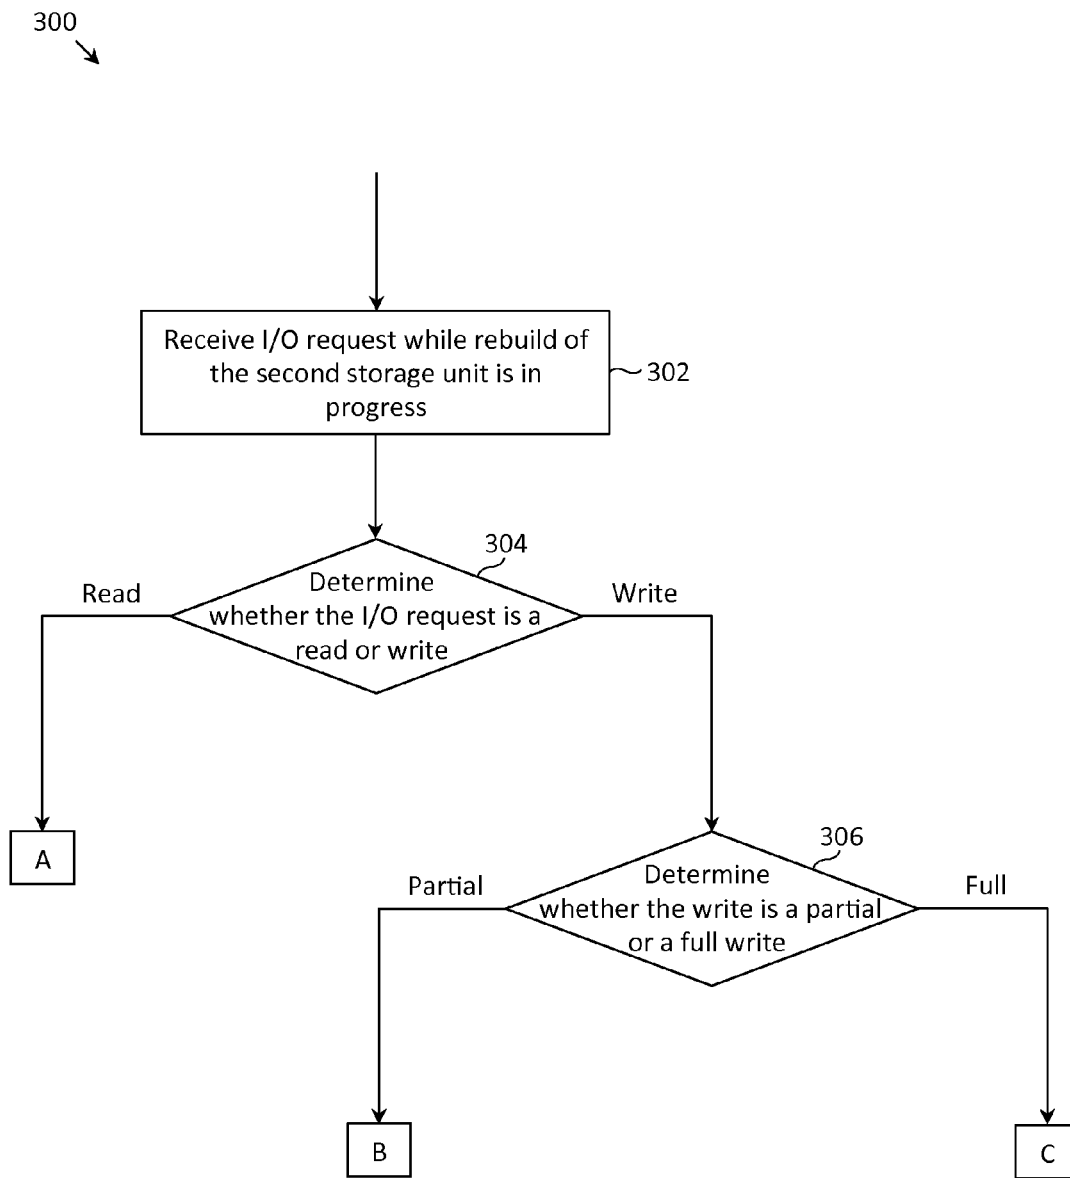 300
Receive I/O request while rebuild of
the second storage unit is in
progress
302
304
Read
Determine
whether the I/O request is a
read or write
Write
306
Partial
Determine
whether the write is a partial
or a full write
Full
A
B
C